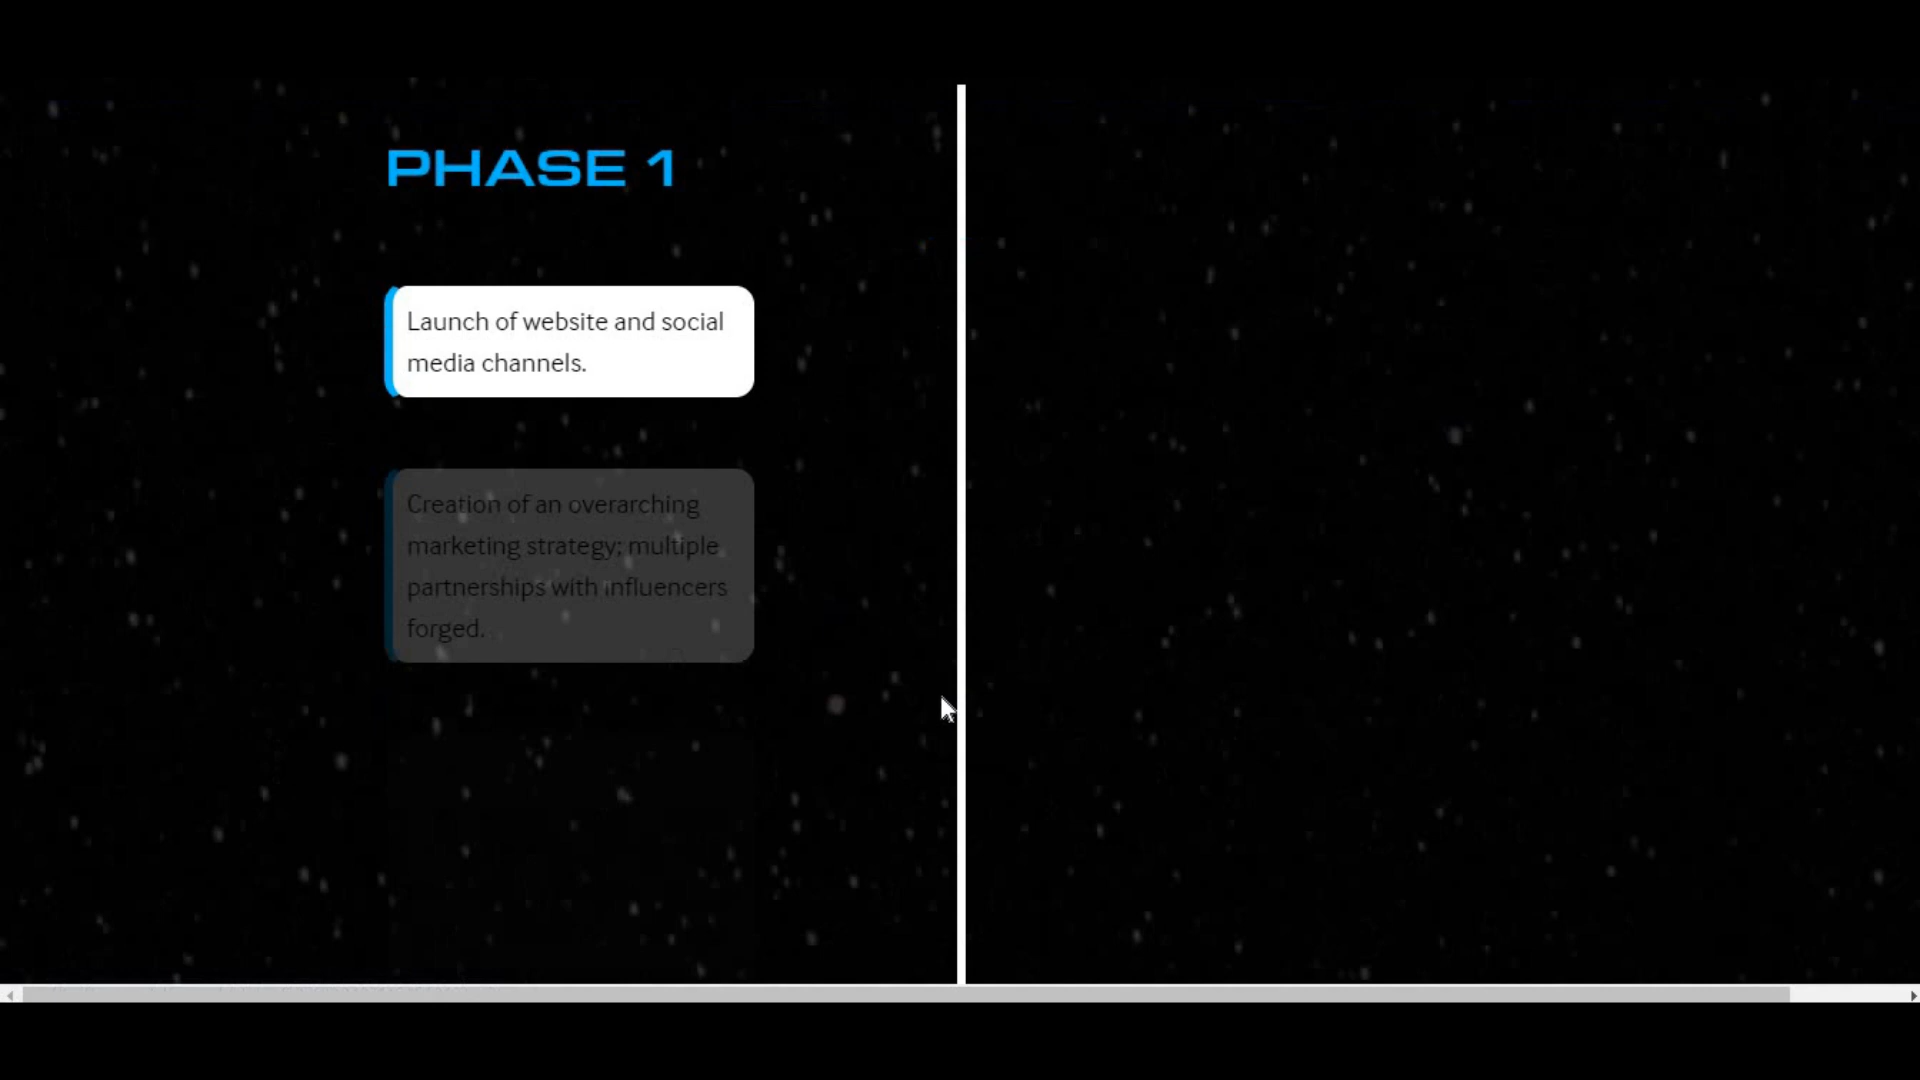 PHASE 1
Launch of website and social
media channels.
Creation of an overarching
marketing strategy; multiple
partnerships with influencers
forged.